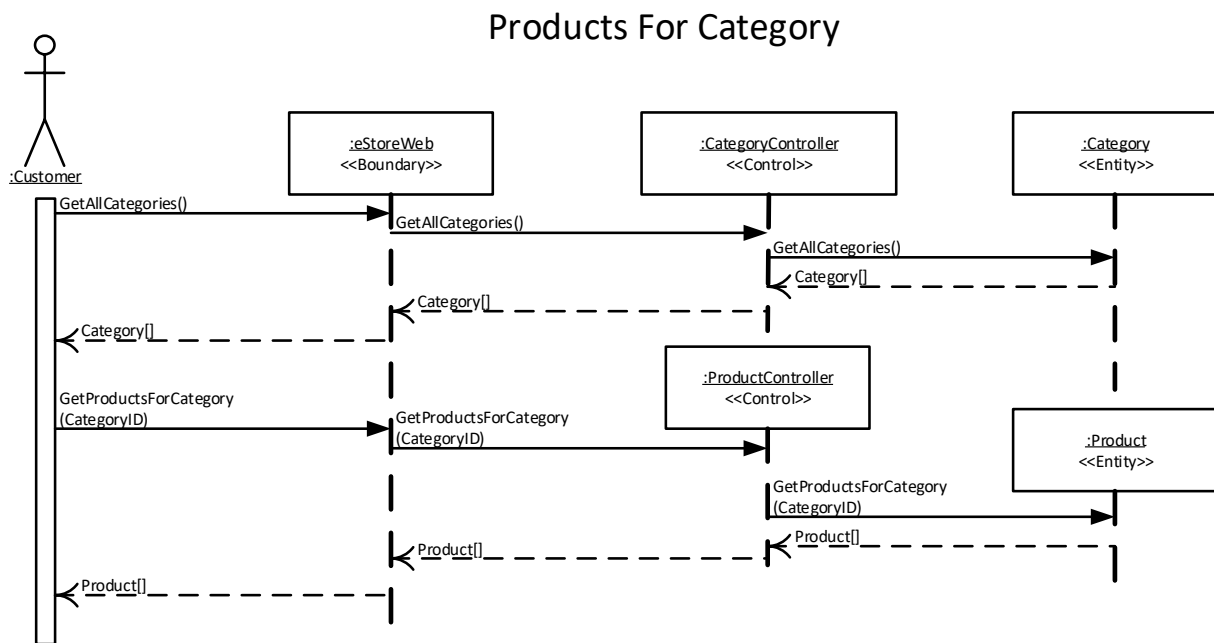 Products For Category
:Customer
:eStoreWeb
<<Boundary>>
:CategoryController
<<Control>>
:Category
<<Entity>>
GetAllCategories()
GetAllCategories()
GetAllCategories()
Category[]
Category[]
Category[]
:ProductController
<<Control>>
GetProductsForCategory
(CategoryID)
GetProductsForCategory
(CategoryID)
:Product
<<Entity>>
GetProductsForCategory
(CategoryID)
Product[]
Product[]
Product[]